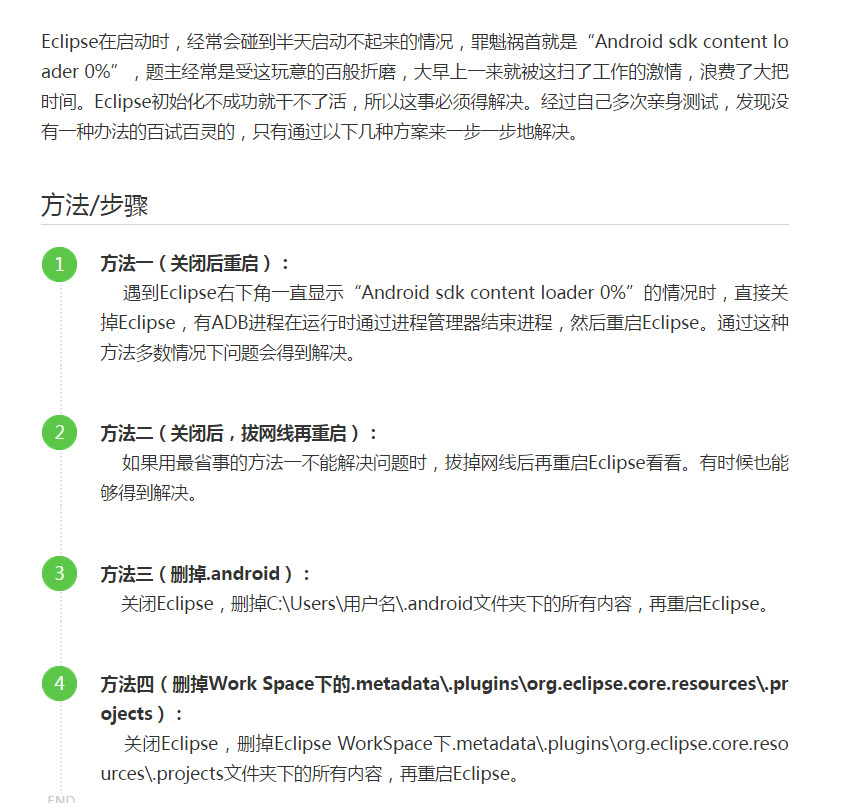 Eclipse在启动时，经常会碰到半天启动不起来的情况，罪魁祸首就是“Android sdk content lo
ader 0%”，题主经常是受这玩意的百般折磨，大早上一来就被这扫了工作的激情，浪费了大把
时间。Eclipse初始化不成功就干不了活，所以这事必须得解决。经过自己多次亲身测试，发现没
有一种办法的百试百灵的，只有通过以下几种方案来一步一步地解决。
方法/步骤
1
方法一（关闭后重启）：
遇到Eclipse右下角一直显示“Android sdk content loader 0%”的情况时，直接关
掉Eclipse，有ADB进程在运行时通过进程管理器结束进程，然后重启Eclipse。通过这种
方法多数情况下问题会得到解决。
2
方法二（关闭后，拔网线再重启）：
如果用最省事的方法一不能解决问题时，拔掉网线后再重启Eclipse看看。有时候也能
够得到解决。
3
方法三（删掉.android）：
关闭Eclipse，删掉C:\Users\用户名\.android文件夹下的所有内容，再重启Eclipse。
4
方法四（删掉Work Space下的.metadata\.plugins\org.eclipse.core.resources\.pr
ojects）：
关闭Eclipse，删掉Eclipse WorkSpace下.metadata\.plugins\org.eclipse.core.reso
urces\.projects文件夹下的所有内容，再重启Eclipse。
END